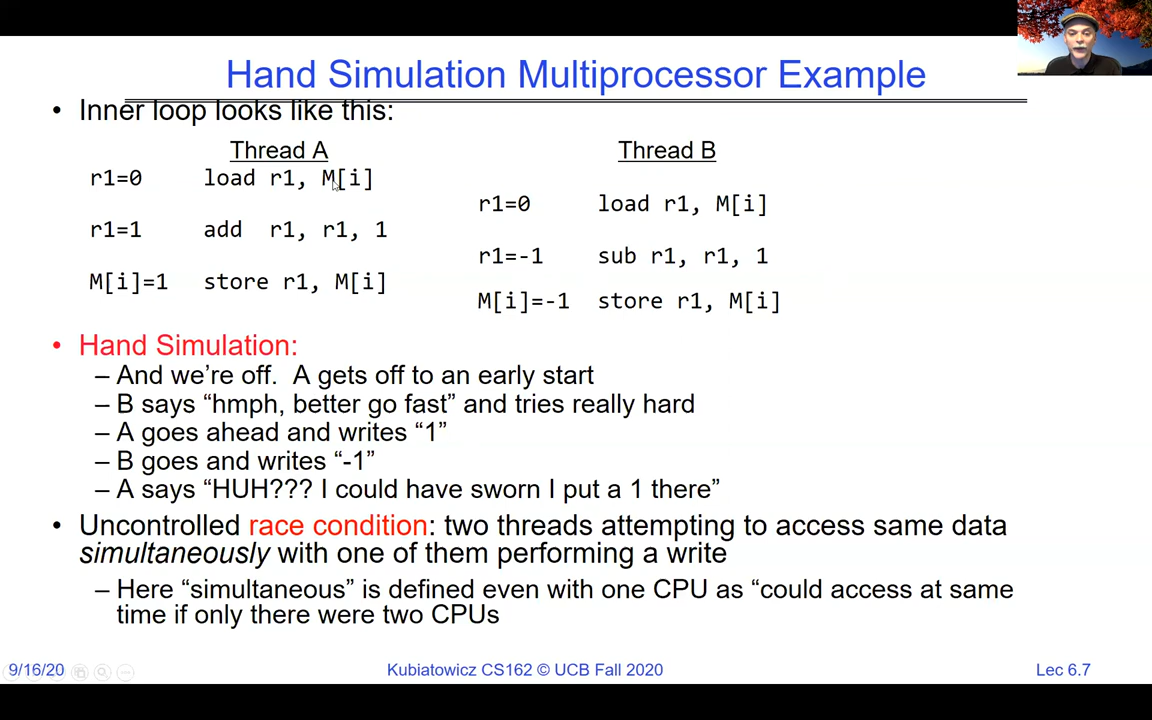 Hand Simulation Multiprocessor Example
• Inner loop looks like this:
Thread A Thread B
r1=0 load r1, M[i]
r1=0 load r1, M[i]
r1=1 add r1, r1, 1
r1=-1 sub r1, r1, 1
M[i]=1 store r1, M[i]
M[i]=-1 store r1, M[i]
• Hand Simulation:
– And we're off. A gets off to an early start
– B says “hmph, better go fast” and tries really hard
– A goes ahead and writes “1”
– B goes and writes “-1”
– A says “HUH??? I could have sworn I put a 1 there”
• Uncontrolled race condition: two threads attempting to access same data
simultaneously with one of them performing a write
– Here “simultaneous” is defined even with one CPU as “could access at same
time if only there were two CPUs
9/16/20 Kubiatowicz CS162 © UCB Fall 2020 Lec 6.7